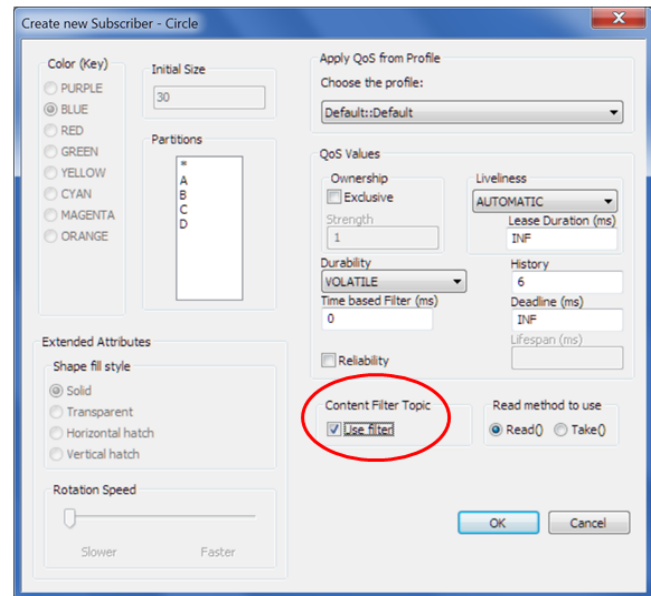 Create new Subscriber - Circle
Color (Key)
PURPLE
BLUE
RED
GREEN
YELLOW
CYAN
MAGENTA
ORANGE
Initial Size
30
Partitions
*
A
B
C
D
Extended Attributes
Shape fill style
Solid
Transparent
Horizontal hatch
Vertical hatch
Rotation Speed
Slower Faster
Apply QoS from Profile
Choose the profile:
Default::Default
QoS Values
Ownership
Exclusive
Strength
1
Liveliness
AUTOMATIC
Lease Duration (ms)
INF
Durability
VOLATILE
Time based Filter (ms)
0
Reliability
History
6
Deadline (ms)
INF
Lifespan (ms)
Content Filter Topic
Use filter
Read method to use
Read() Take()
OK Cancel